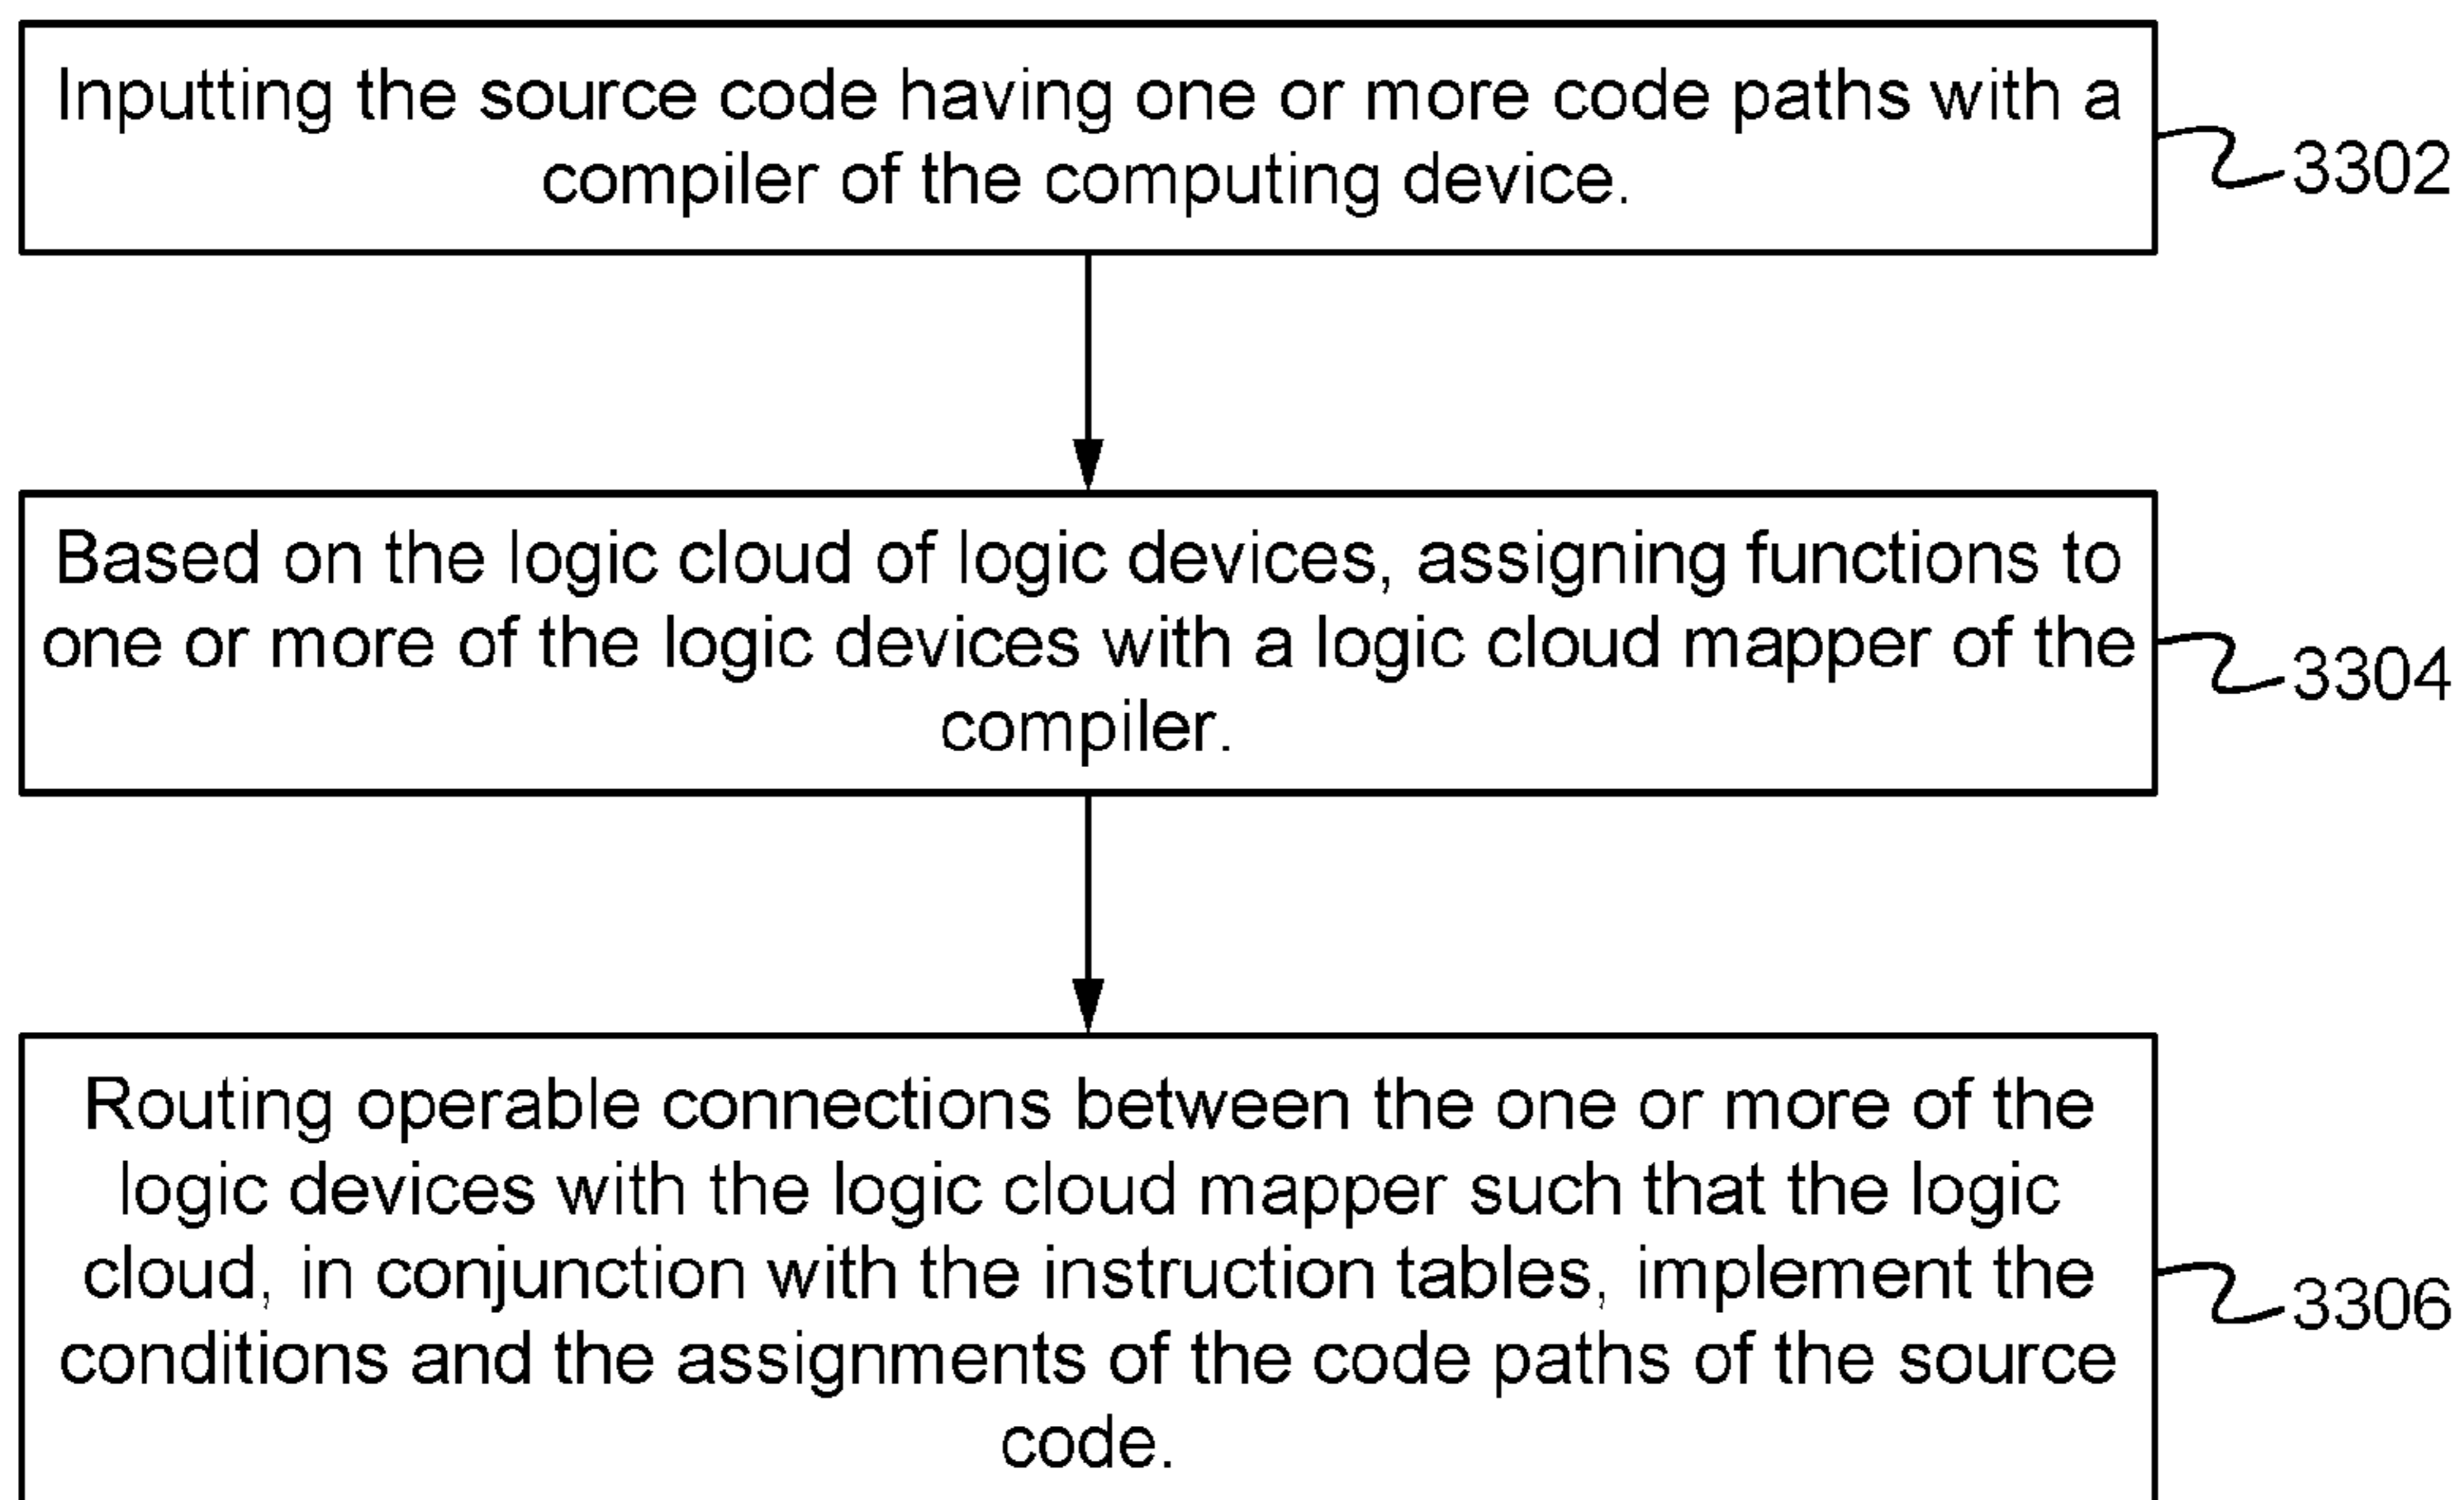 Inputting the source code having one or more code paths with a
compiler of the computing device.
3302
Based on the logic cloud of logic devices, assigning functions to
one or more of the logic devices with a logic cloud mapper of the
compiler.
3304
Routing operable connections between the one or more of the
logic devices with the logic cloud mapper such that the logic
cloud, in conjunction with the instruction tables, implement the
conditions and the assignments of the code paths of the source
code.
3306